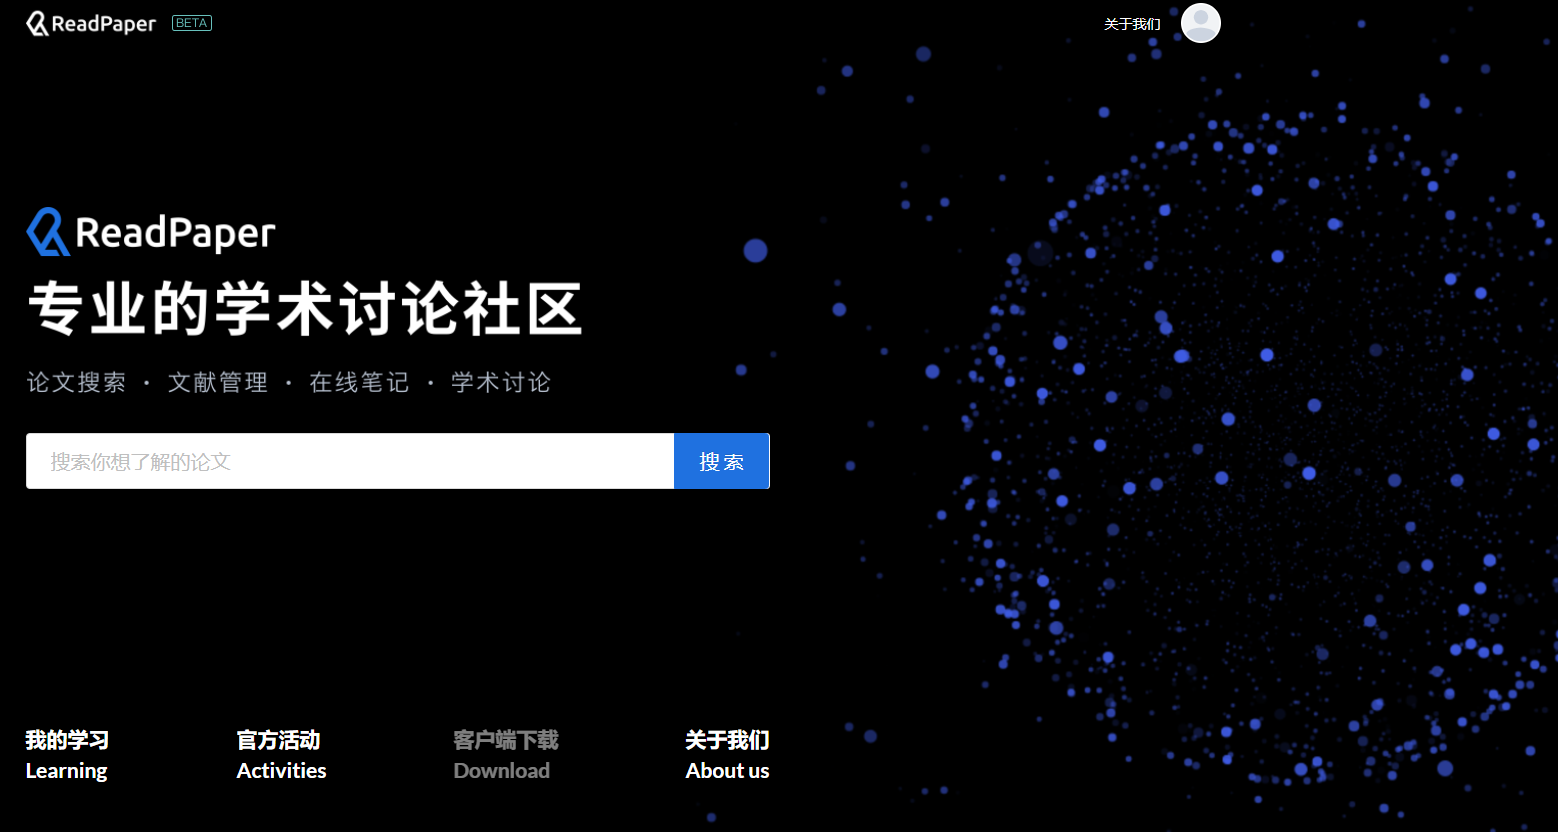 ReadPaper BETA 关于我们
ReadPaper
专业的学术讨论社区
论文搜索 · 文献管理 · 在线笔记 · 学术讨论
搜索你想了解的论文 搜 索
我的学习 官方活动 客户端下载 关于我们
Learning Activities Download About us